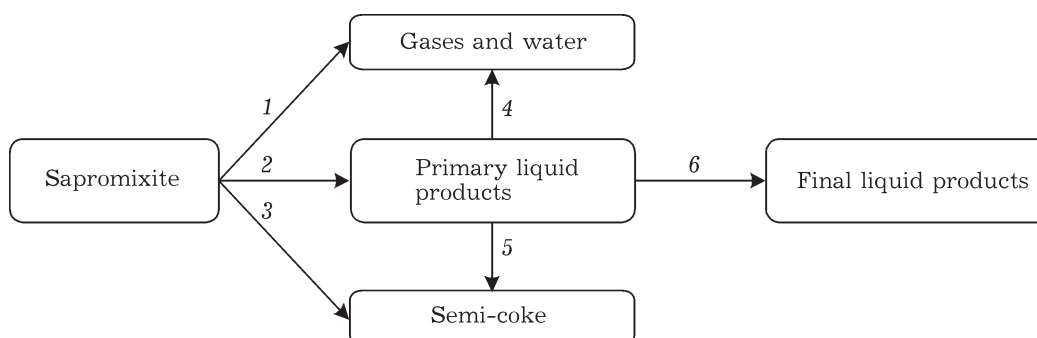 Gases and water
1
4
Sapromixite
2
Primary liquid
products
6
Final liquid products
3
5
Semi-coke